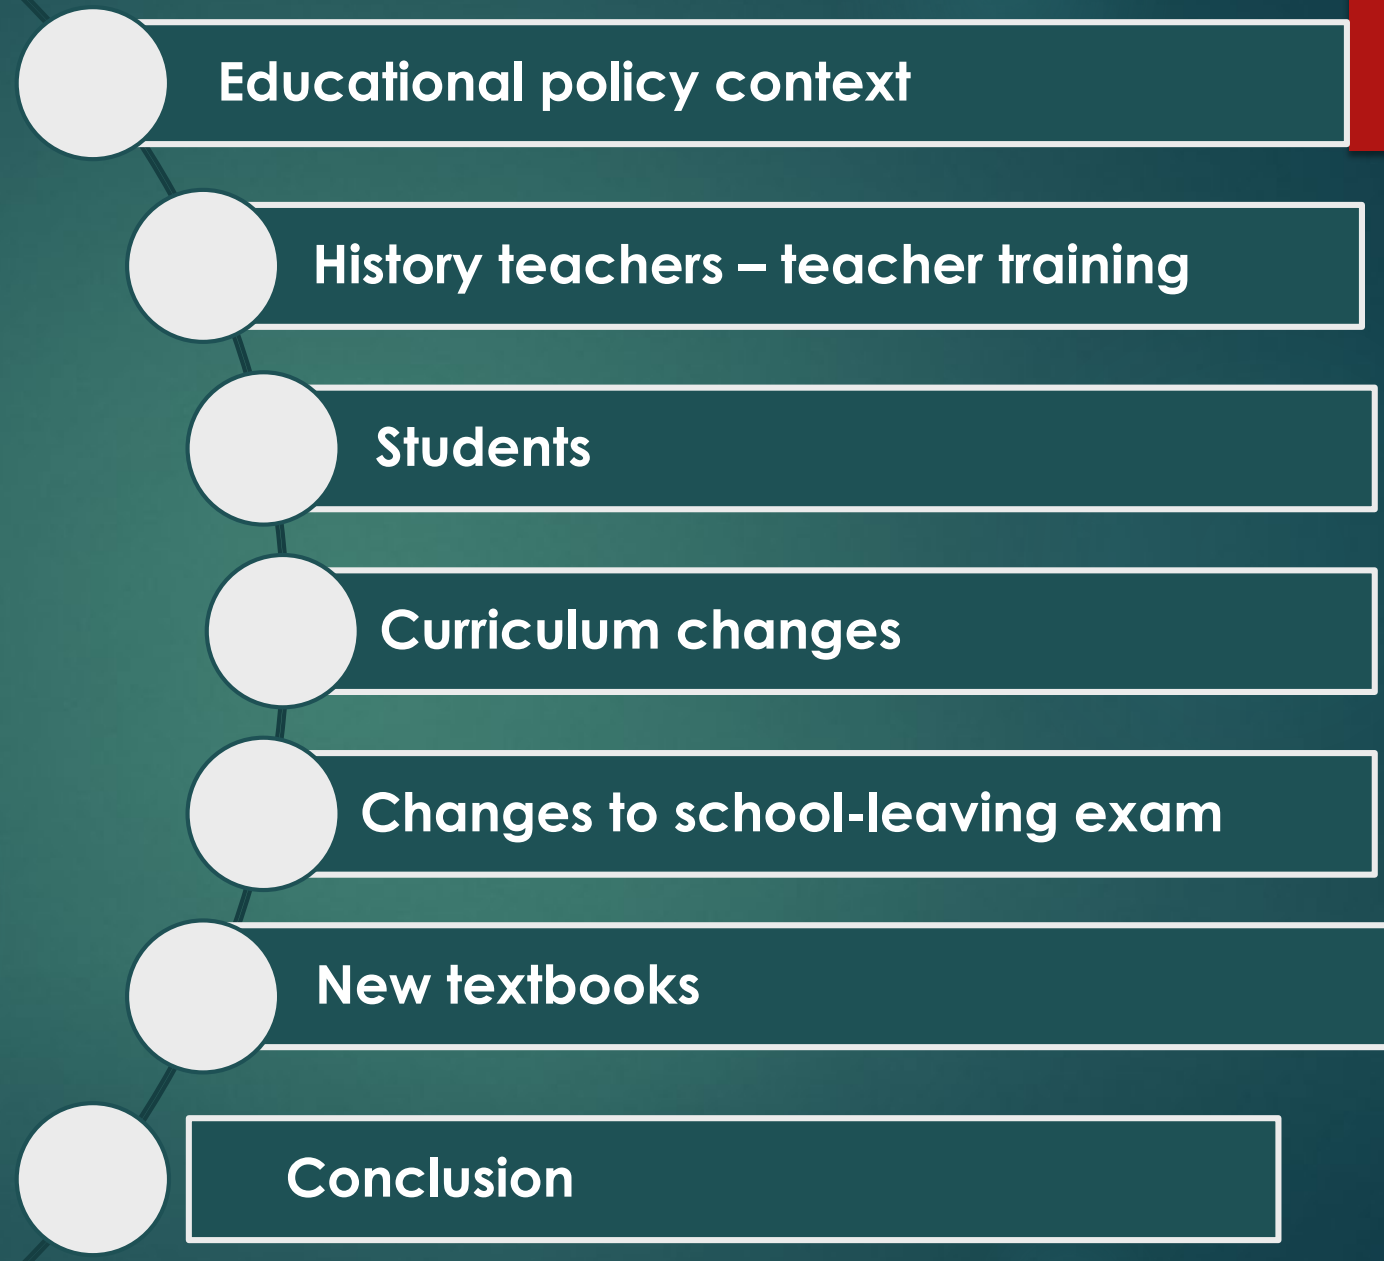 Educational policy context
History teachers – teacher training
Students
Curriculum changes
Changes to school-leaving exam
New textbooks
Conclusion